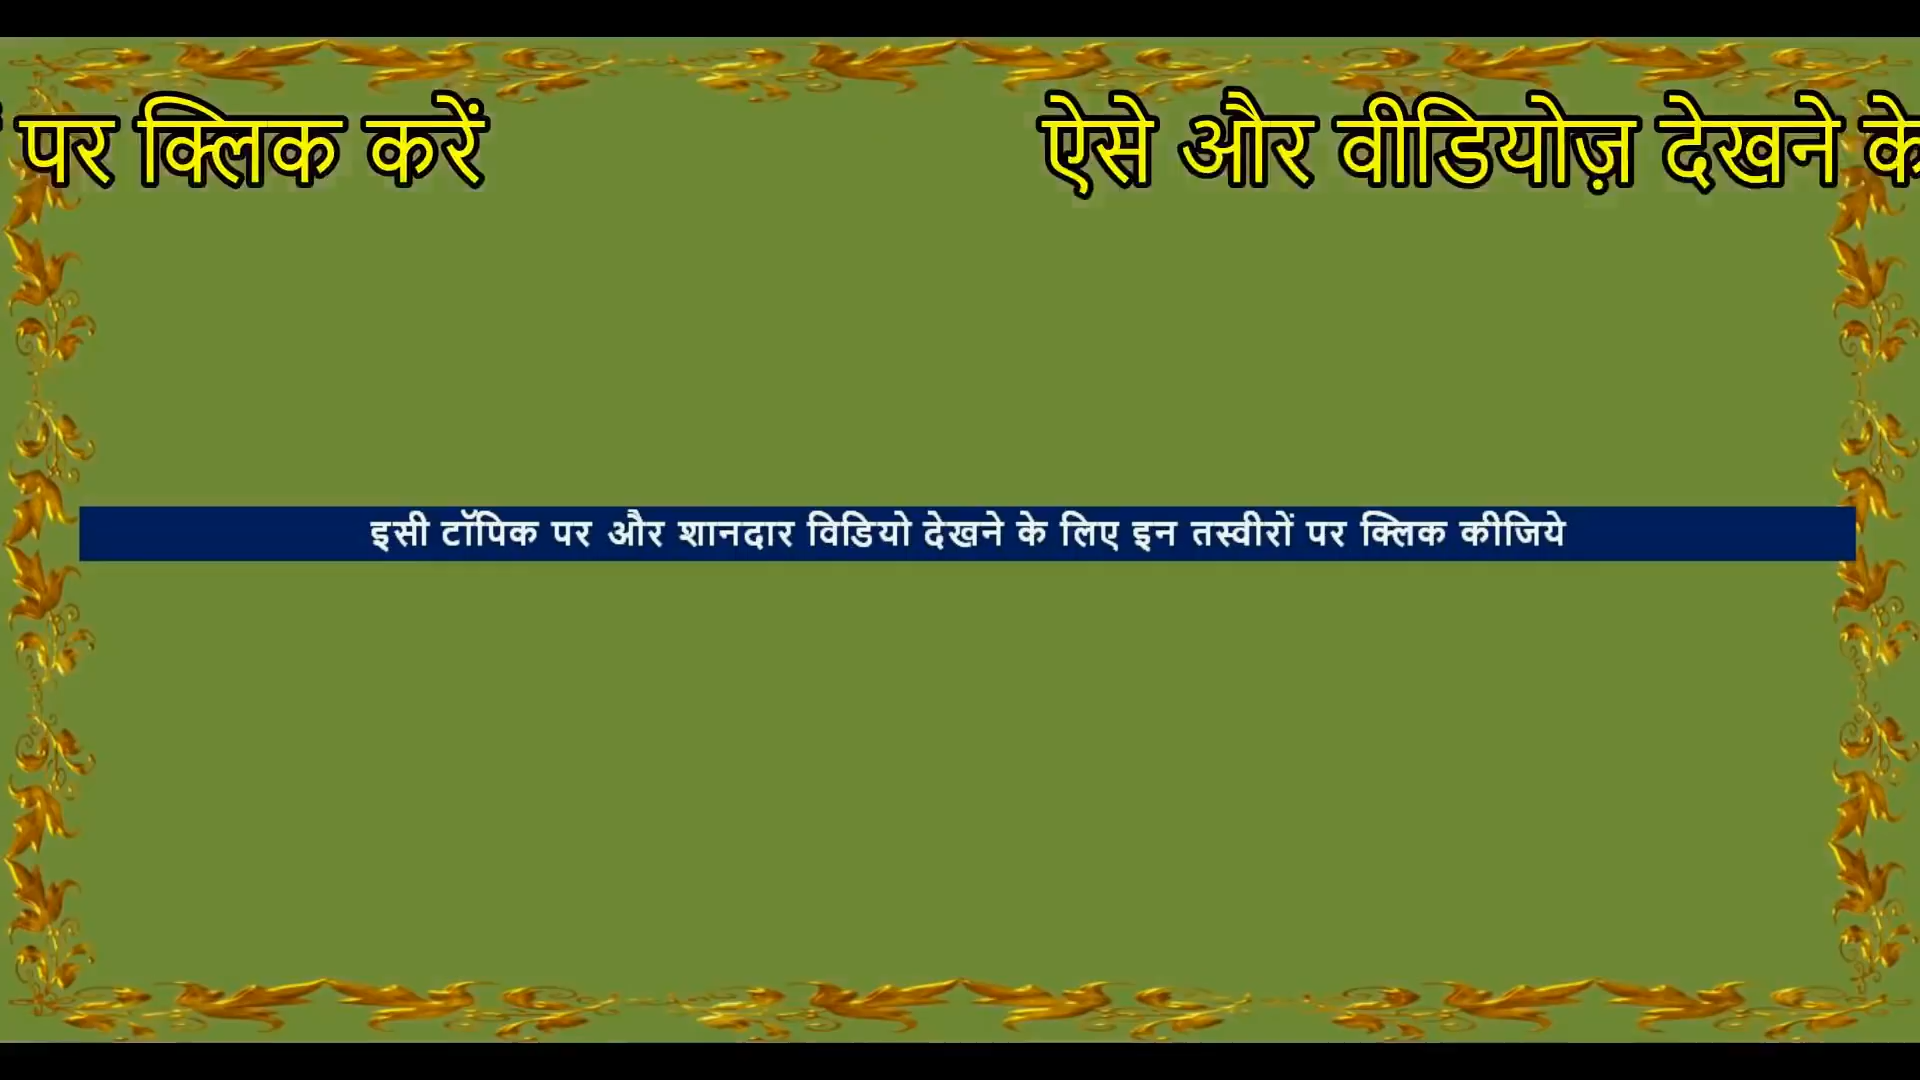 पर क्लिक करें ऐसे और वीडियोज़ देखने के
इसी टॉपिक पर और शानदार विडियो देखने के लिए इन तस्वीरों पर क्लिक कीजिये